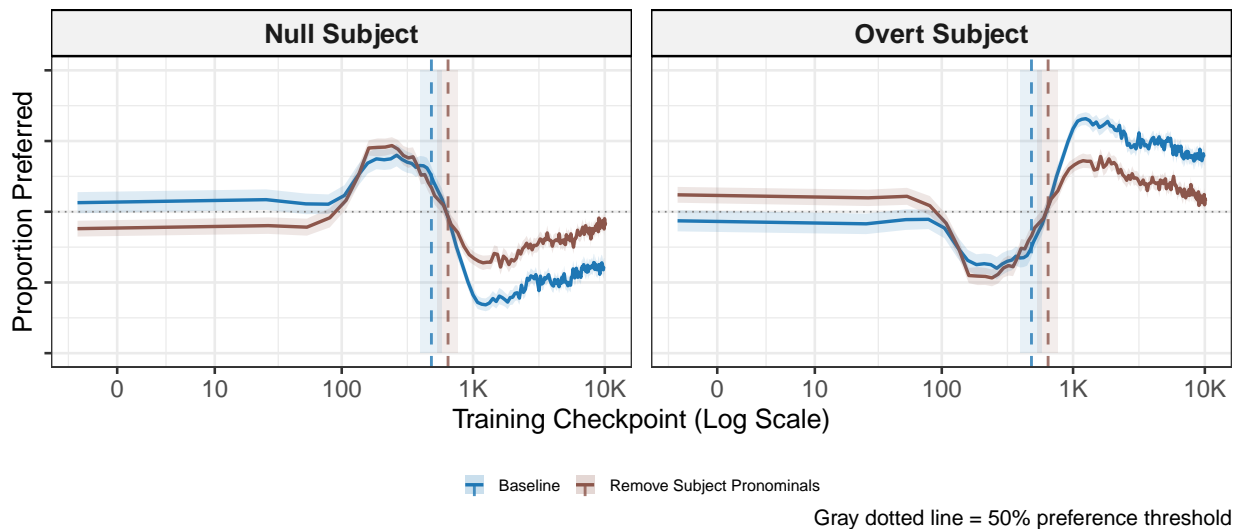 Null Subject
Overt Subject
Proportion Preferred
0 10 100 1K 10K
0 10 100 1K 10K
Training Checkpoint (Log Scale)
Baseline Remove Subject Pronominals
Gray dotted line = 50% preference threshold